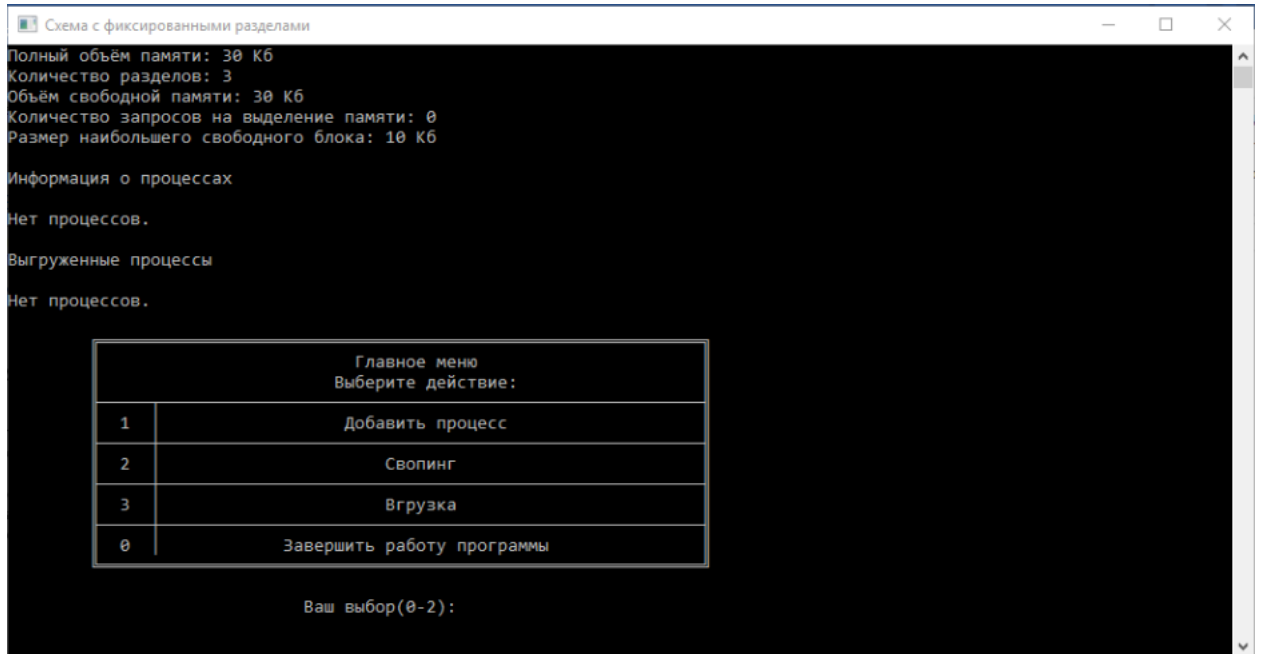 Схема с фиксированными разделами
Полный объём памяти: 30 Кб
Количество разделов: 3
Объём свободной памяти: 30 Кб
Количество запросов на выделение памяти: 0
Размер наибольшего свободного блока: 10 Кб
Информация о процессах
Нет процессов.
Выгруженные процессы
Нет процессов.
Главное меню
Выберите действие:
1 Добавить процесс
2 Свопинг
3 Вгрузка
0 Завершить работу программы
Ваш выбор(0-2):